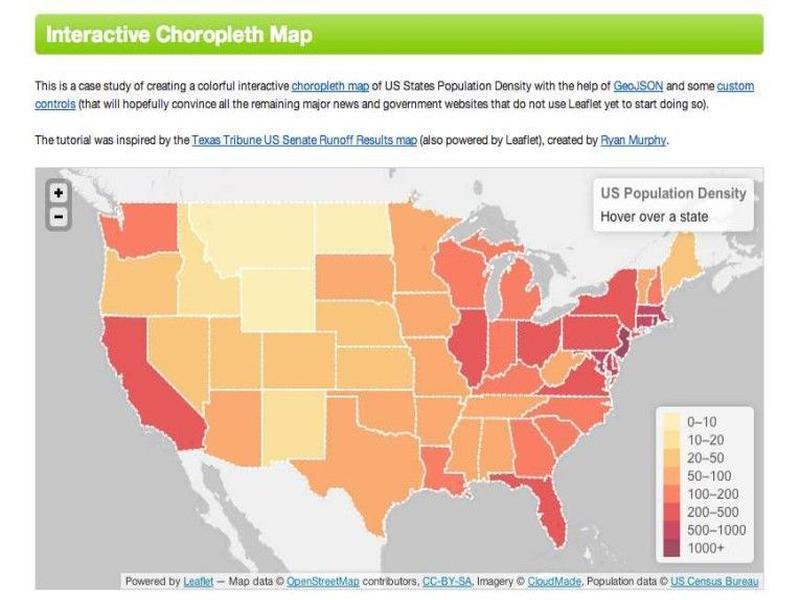 Interactive Choropleth Map
This is a case study of creating a colorful interactive choropleth map of US States Population Density with the help of GeoJSON and some custom
controls (that will hopefully convince all the remaining major news and government websites that do not use Leaflet yet to start doing so).
The tutorial was inspired by the Texas Tribune US Senate Runoff Results map (also powered by Leaflet), created by Ryan Murphy.
+
−
US Population Density
Hover over a state
0–10
10–20
20–50
50–100
100–200
200–500
500–1000
1000+
Powered by Leaflet — Map data © OpenStreetMap contributors, CC-BY-SA, Imagery © CloudMade, Population data © US Census Bureau